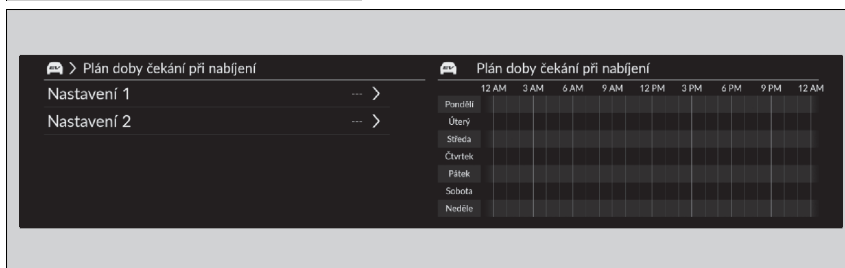 Plán doby čekání při nabíjení
Nastavení 1 ---
Nastavení 2 ---
Plán doby čekání při nabíjení
12 AM 3 AM 6 AM 9 AM 12 PM 3 PM 6 PM 9 PM 12 AM
Pondělí
Úterý
Středa
Čtvrtek
Pátek
Sobota
Neděle